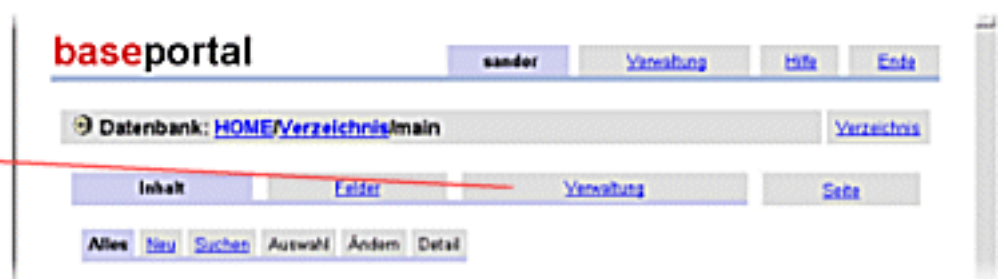 baseportal
sander Verwaltung Hilfe Ende
Datenbank: HOME/Verzeichnis/main Verzeichnis
Inhalt Felder Verwaltung Seite
Alles Neu Suchen Auswahl Ändern Detail